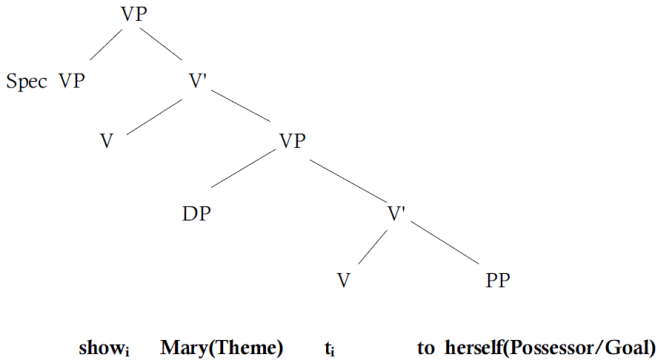 VP
Spec VP V'
V VP
DP V'
V PP
showᵢ Mary(Theme) tᵢ to herself(Possessor/Goal)